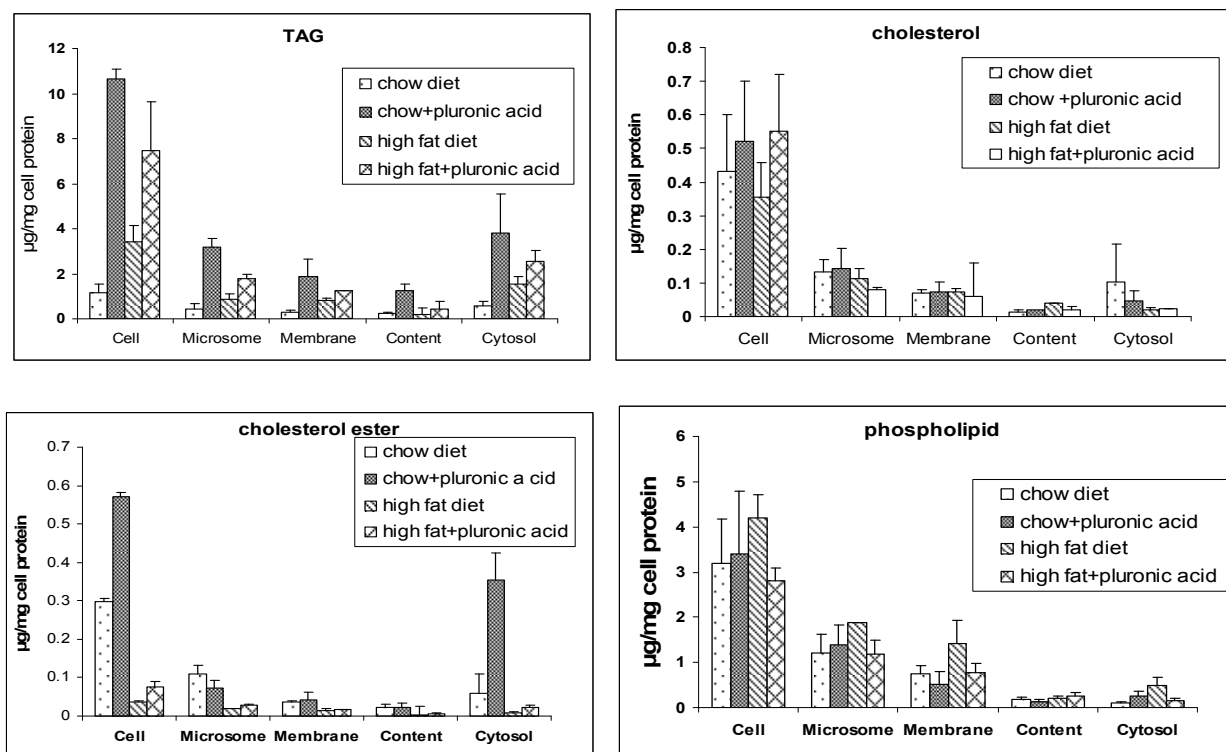 TAG
12
10
8
6
4
2
0
µg/mg cell protein
chow diet
chow+pluronic acid
high fat diet
high fat+pluronic acid
Cell Microsome Membrane Content Cytosol
cholesterol
0.8
0.7
0.6
0.5
0.4
0.3
0.2
0.1
0
µg/mg cell protein
chow diet
chow +pluronic acid
high fat diet
high fat+pluronic acid
Cell Microsome Membrane Content Cytosol
cholesterol ester
0.7
0.6
0.5
0.4
0.3
0.2
0.1
0
µg/mg cell protein
chow diet
chow+pluronic a cid
high fat diet
high fat+pluronic acid
Cell Microsome Membrane Content Cytosol
phospholipid
6
5
4
3
2
1
0
µg/mg cell protein
chow diet
chow+pluronic acid
high fat diet
high fat+pluronic acid
Cell Microsome Membrane Content Cytosol